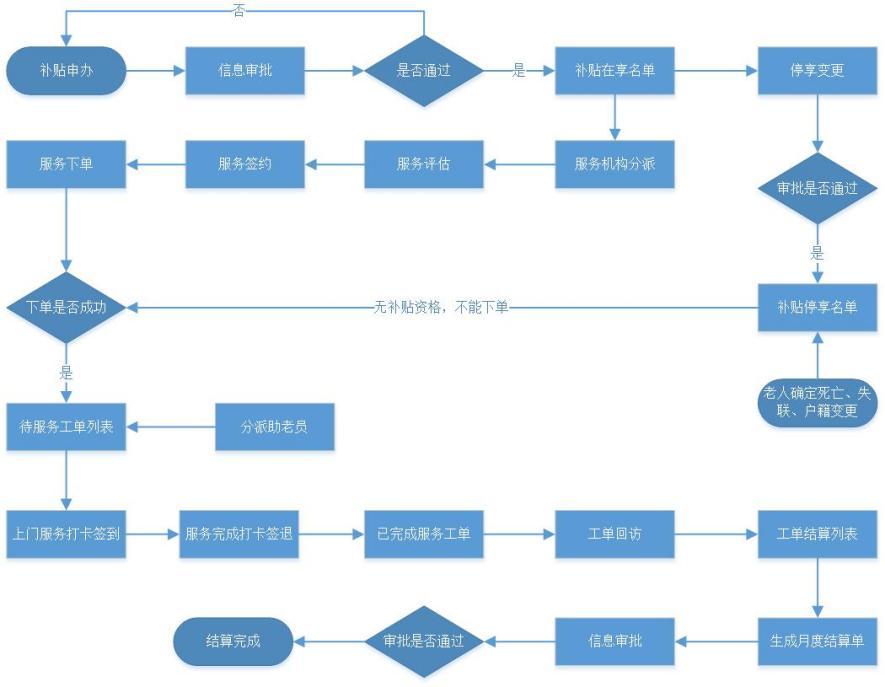 否
补贴申办
信息审批
是否通过
是
补贴在享名单
停享变更
服务下单
服务签约
服务评估
服务机构分派
审批是否通过
是
下单是否成功
无补贴资格，不能下单
补贴停享名单
是
老人确定死亡、失
联、户籍变更
待服务工单列表
分派助老员
上门服务打卡签到
服务完成打卡签退
已完成服务工单
工单回访
工单结算列表
结算完成
审批是否通过
信息审批
生成月度结算单